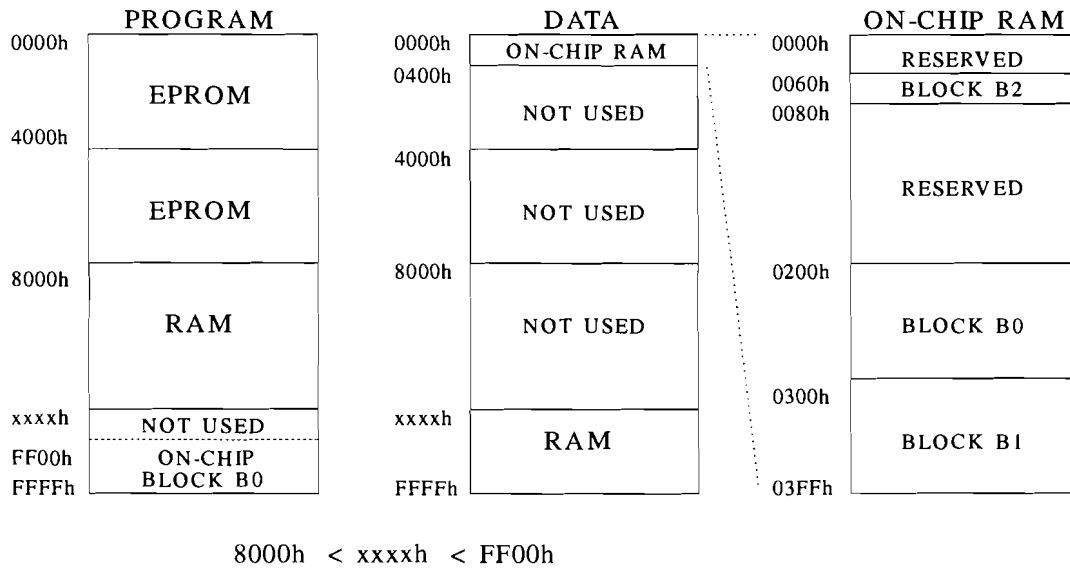 PROGRAM
0000h
EPROM
4000h
EPROM
8000h
RAM
xxxxh
NOT USED
FF00h
ON-CHIP
BLOCK B0
FFFFh
DATA
0000h
ON-CHIP RAM
0400h
NOT USED
4000h
NOT USED
8000h
NOT USED
xxxxh
RAM
FFFFh
ON-CHIP RAM
0000h
RESERVED
0060h
BLOCK B2
0080h
RESERVED
0200h
BLOCK B0
0300h
BLOCK B1
03FFh
8000h < xxxxh < FF00h